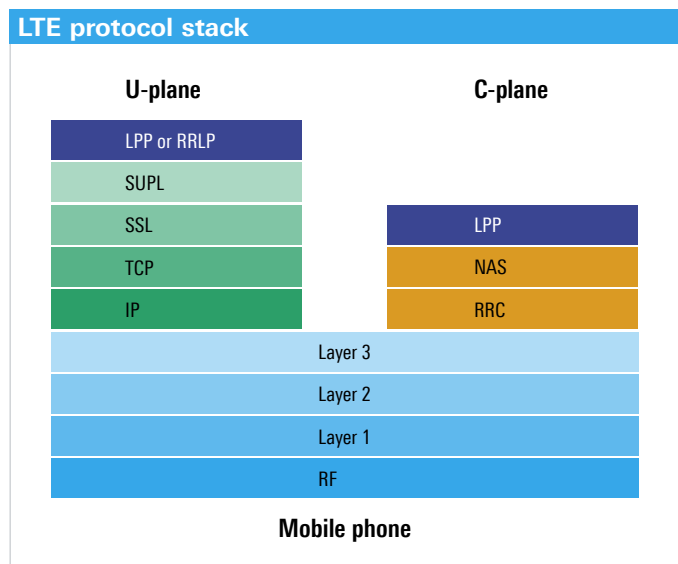 LTE protocol stack
U-plane
C-plane
LPP or RRLP
SUPL
SSL
LPP
TCP
NAS
IP
RRC
Layer 3
Layer 2
Layer 1
RF
Mobile phone